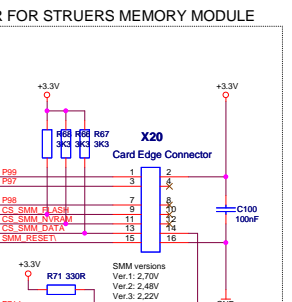 R FOR STRUERS MEMORY MODULE
+3.3V
+3.3V
R68 R66 R67
3K3 3K3 3K3
X20
Card Edge Connector
P99 1 2
P97 3 4
P98 7 8
CS_SMM_FLASH 9 10
CS_SMM_NVRAM 11 12
CS_SMM_DATA 13 14
SMM_RESET\ 15 16
C100
100nF
+3.3V
R71 330R
SMM versions
Ver.1: 2,70V
Ver.2: 2,48V
Ver.3: 2,22V